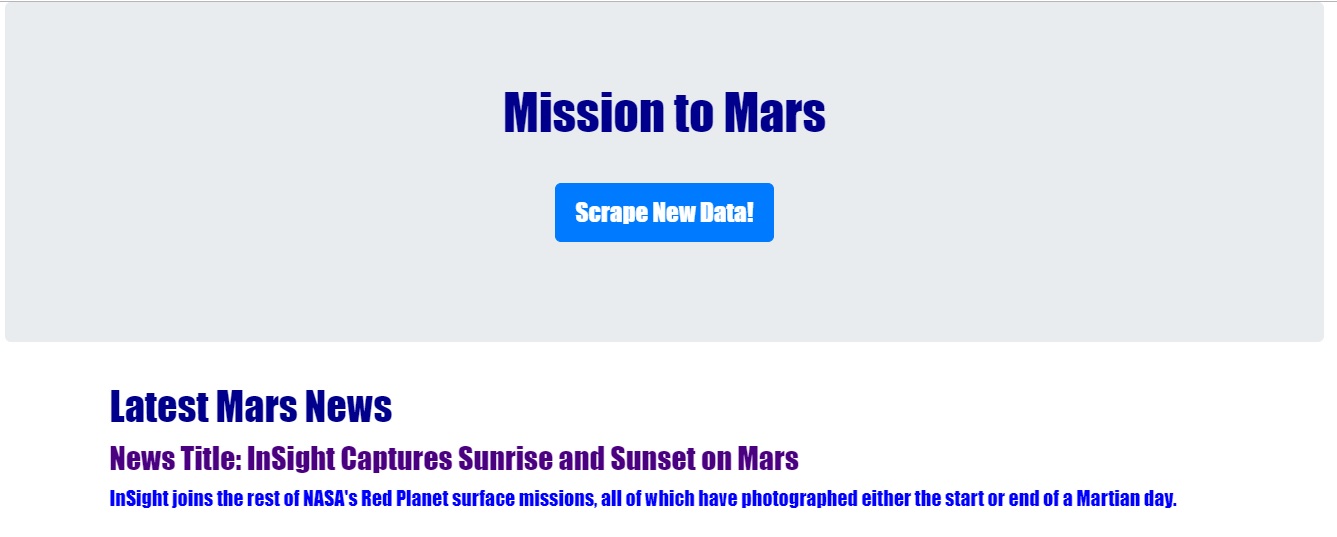 Mission to Mars
Scrape New Data!
Latest Mars News
News Title: InSight Captures Sunrise and Sunset on Mars
InSight joins the rest of NASA's Red Planet surface missions, all of which have photographed either the start or end of a Martian day.